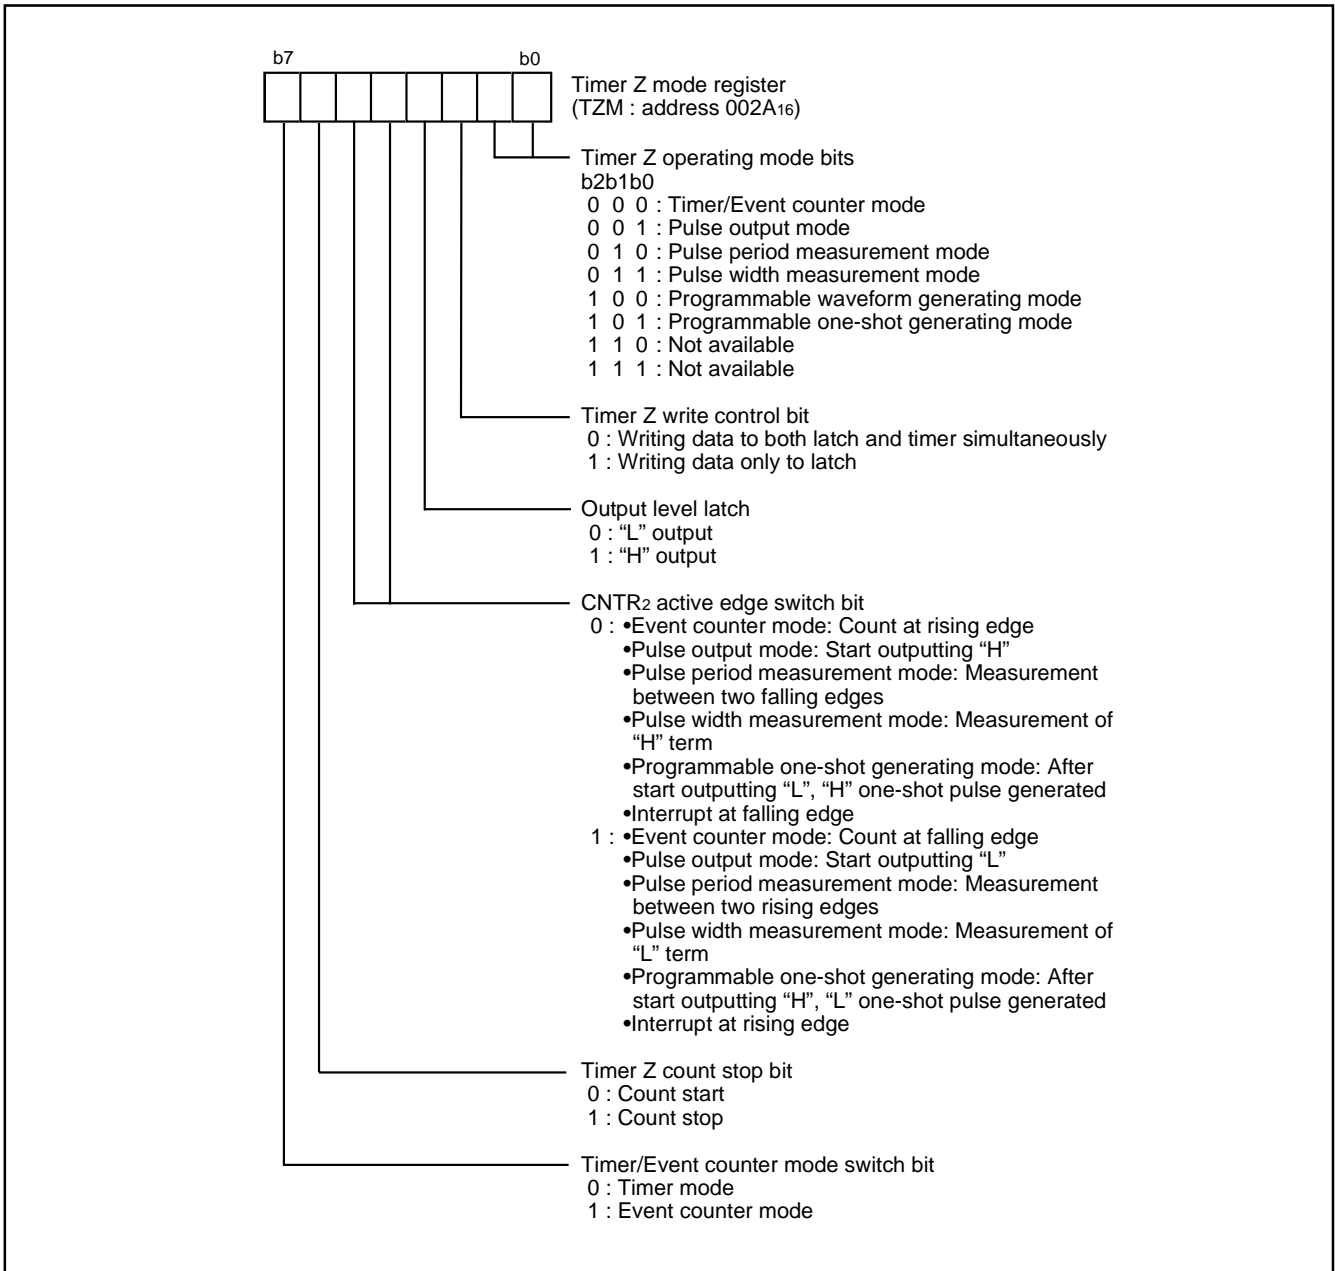 b7 b0
Timer Z mode register
(TZM : address 002A16)
Timer Z operating mode bits
b2b1b0
0 0 0 : Timer/Event counter mode
0 0 1 : Pulse output mode
0 1 0 : Pulse period measurement mode
0 1 1 : Pulse width measurement mode
1 0 0 : Programmable waveform generating mode
1 0 1 : Programmable one-shot generating mode
1 1 0 : Not available
1 1 1 : Not available
Timer Z write control bit
0 : Writing data to both latch and timer simultaneously
1 : Writing data only to latch
Output level latch
0 : “L” output
1 : “H” output
CNTR2 active edge switch bit
0 : •Event counter mode: Count at rising edge
•Pulse output mode: Start outputting “H”
•Pulse period measurement mode: Measurement
between two falling edges
•Pulse width measurement mode: Measurement of
“H” term
•Programmable one-shot generating mode: After
start outputting “L”, “H” one-shot pulse generated
•Interrupt at falling edge
1 : •Event counter mode: Count at falling edge
•Pulse output mode: Start outputting “L”
•Pulse period measurement mode: Measurement
between two rising edges
•Pulse width measurement mode: Measurement of
“L” term
•Programmable one-shot generating mode: After
start outputting “H”, “L” one-shot pulse generated
•Interrupt at rising edge
Timer Z count stop bit
0 : Count start
1 : Count stop
Timer/Event counter mode switch bit
0 : Timer mode
1 : Event counter mode